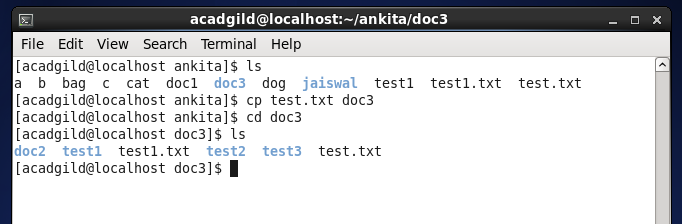 acadgild@localhost:~/ankita/doc3
File Edit View Search Terminal Help
[acadgild@localhost ankita]$ ls
a b bag c cat doc1 doc3 dog jaiswal test1 test1.txt test.txt
[acadgild@localhost ankita]$ cp test.txt doc3
[acadgild@localhost ankita]$ cd doc3
[acadgild@localhost doc3]$ ls
doc2 test1 test1.txt test2 test3 test.txt
[acadgild@localhost doc3]$